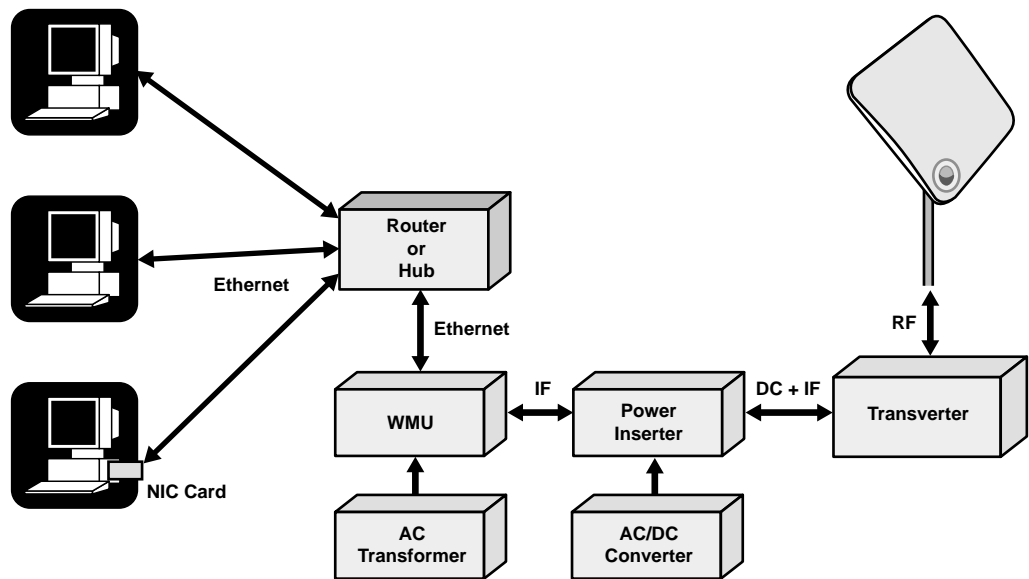 Router
or
Hub
Ethernet
Ethernet
RF
IF
DC + IF
WMU
Power
Inserter
Transverter
NIC Card
AC
Transformer
AC/DC
Converter